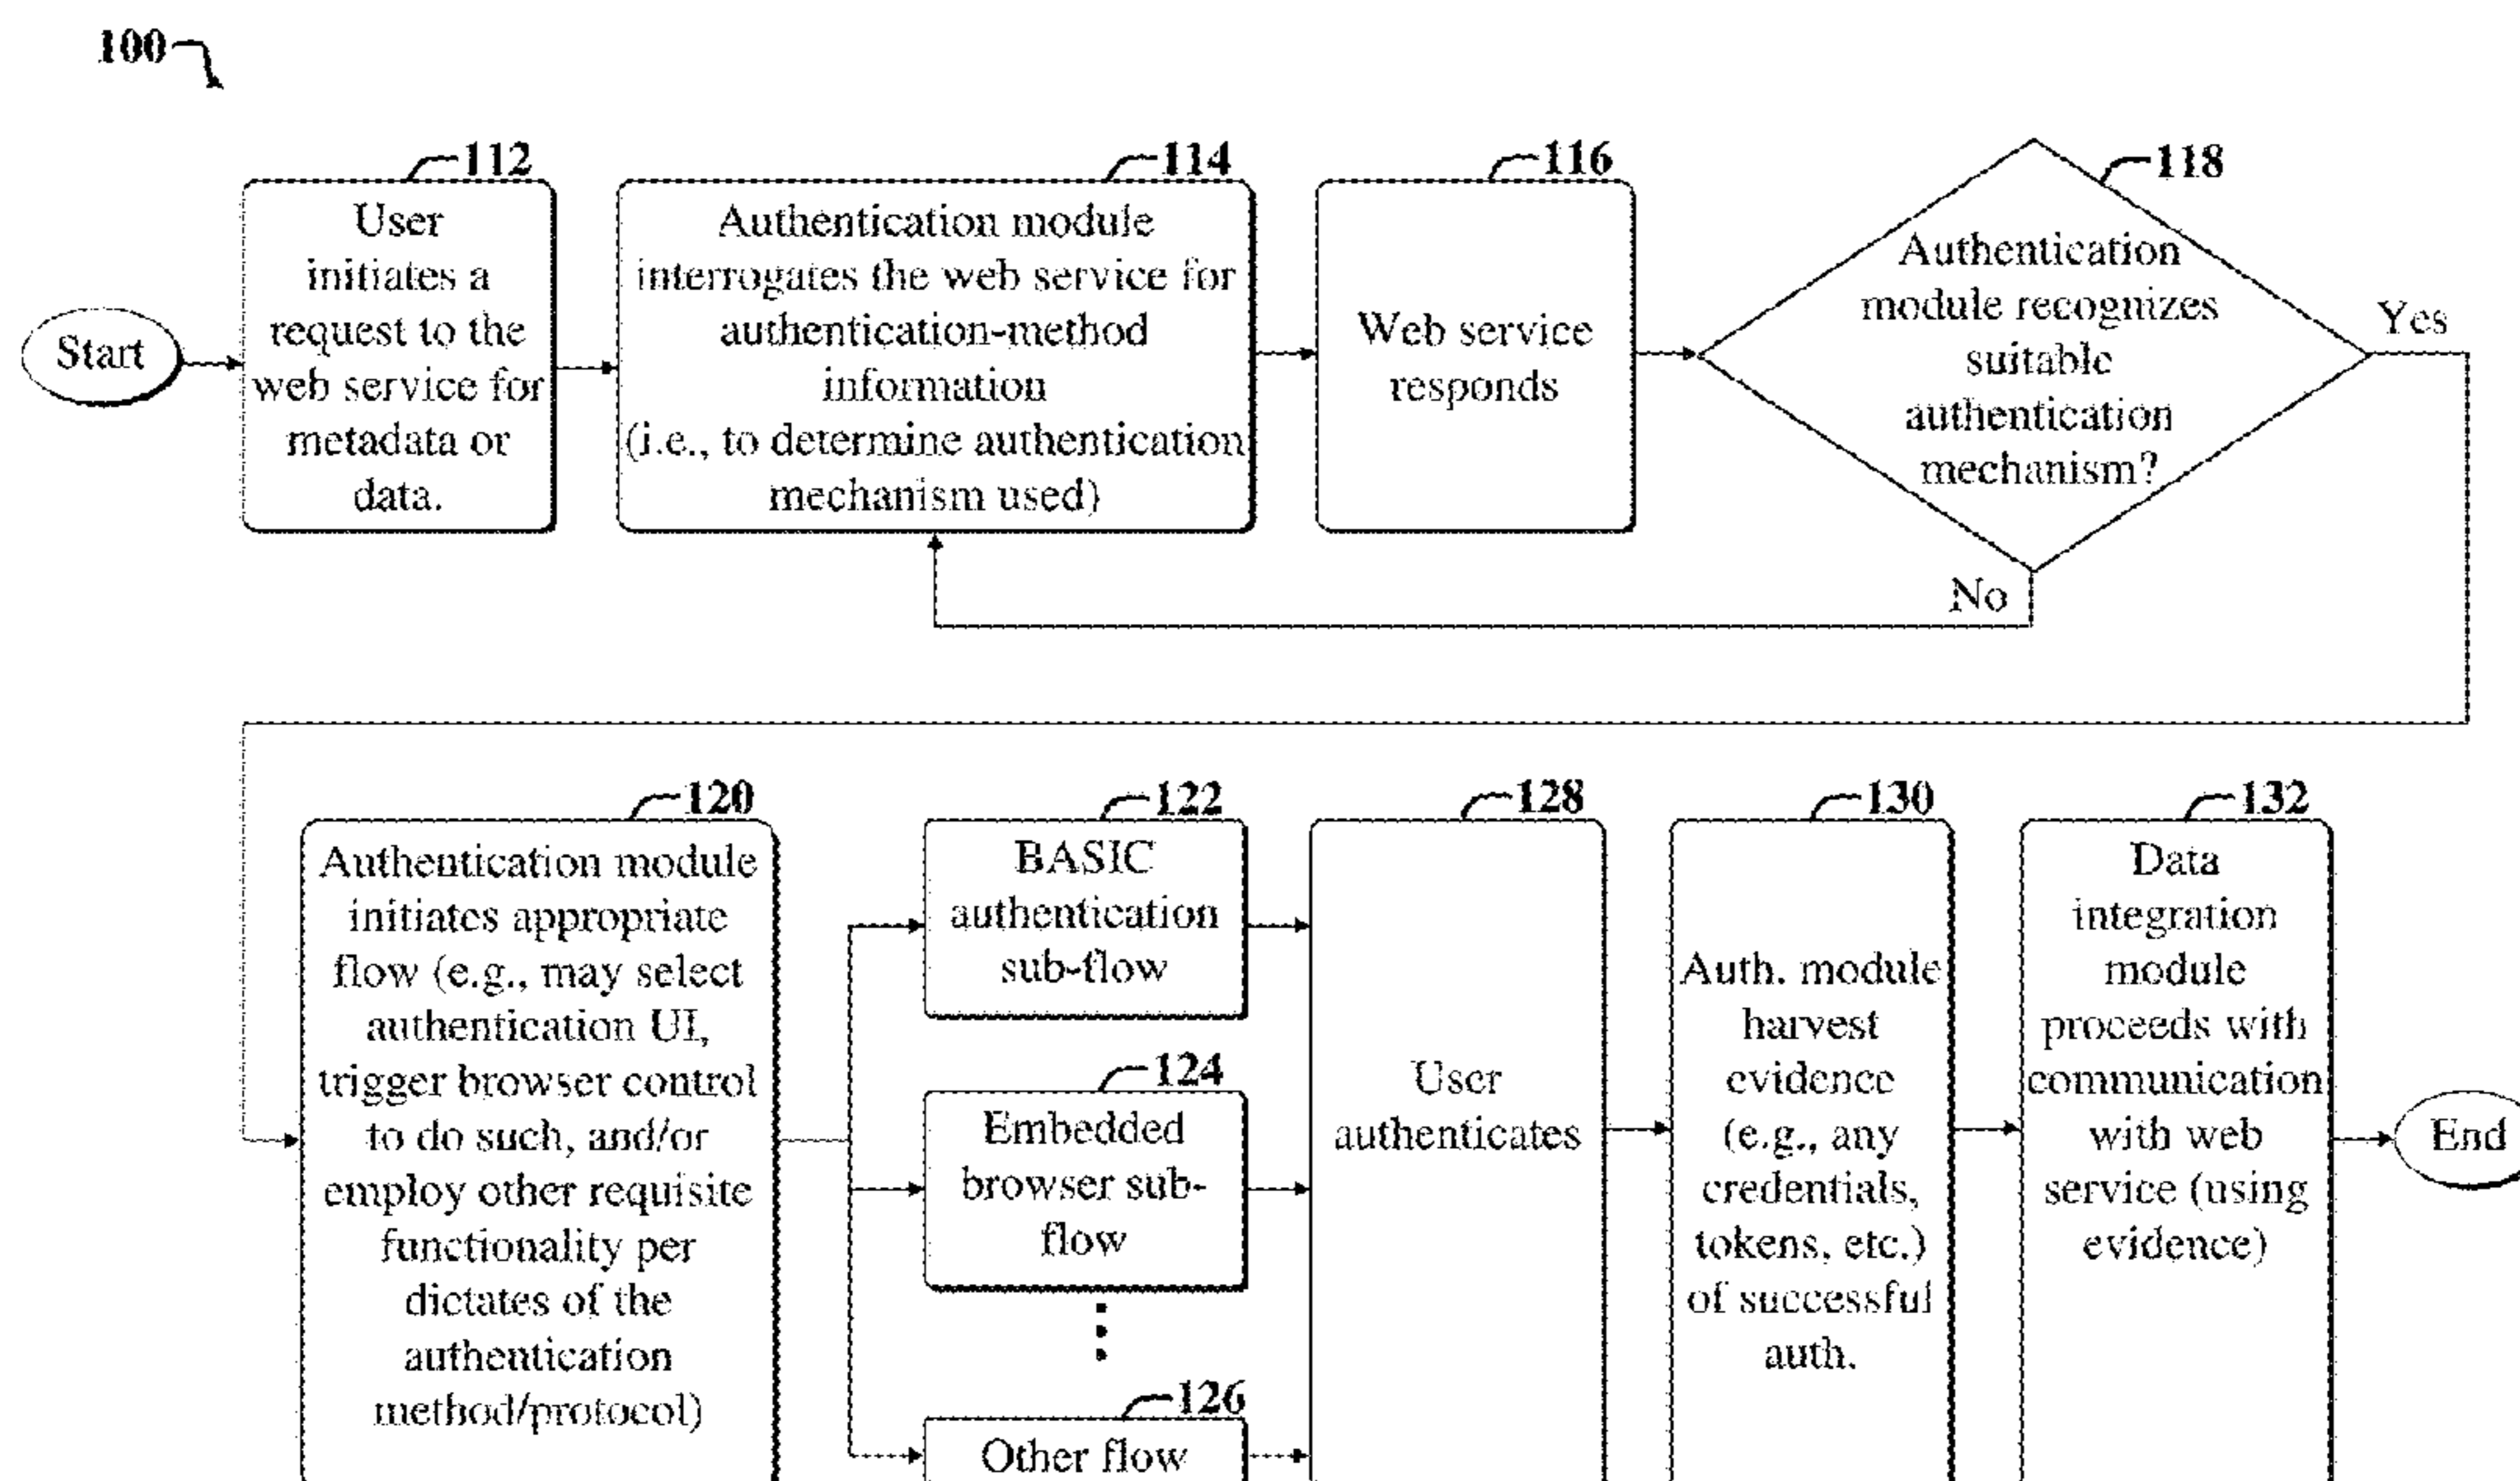 100
112
114
116
118
Start
User
initiates a
request to the
web service for
metadata or
data.
Authentication module
interrogates the web service for
authentication-method
information
(i.e., to determine authentication
mechanism used)
Web service
responds
Authentication
module recognizes
suitable
authentication
mechanism?
Yes
No
120
Authentication module
initiates appropriate
flow (e.g., may select
authentication UI,
trigger browser control
to do such, and/or
employ other requisite
functionality per
dictates of the
authentication
method/protocol)
122
BASIC
authentication
sub-flow
124
Embedded
browser sub-
flow
126
Other flow
128
User
authenticates
130
Auth. module
harvest
evidence
(e.g., any
credentials,
tokens, etc.)
of successful
auth.
132
Data
integration
module
proceeds with
communication
with web
service (using
evidence)
End